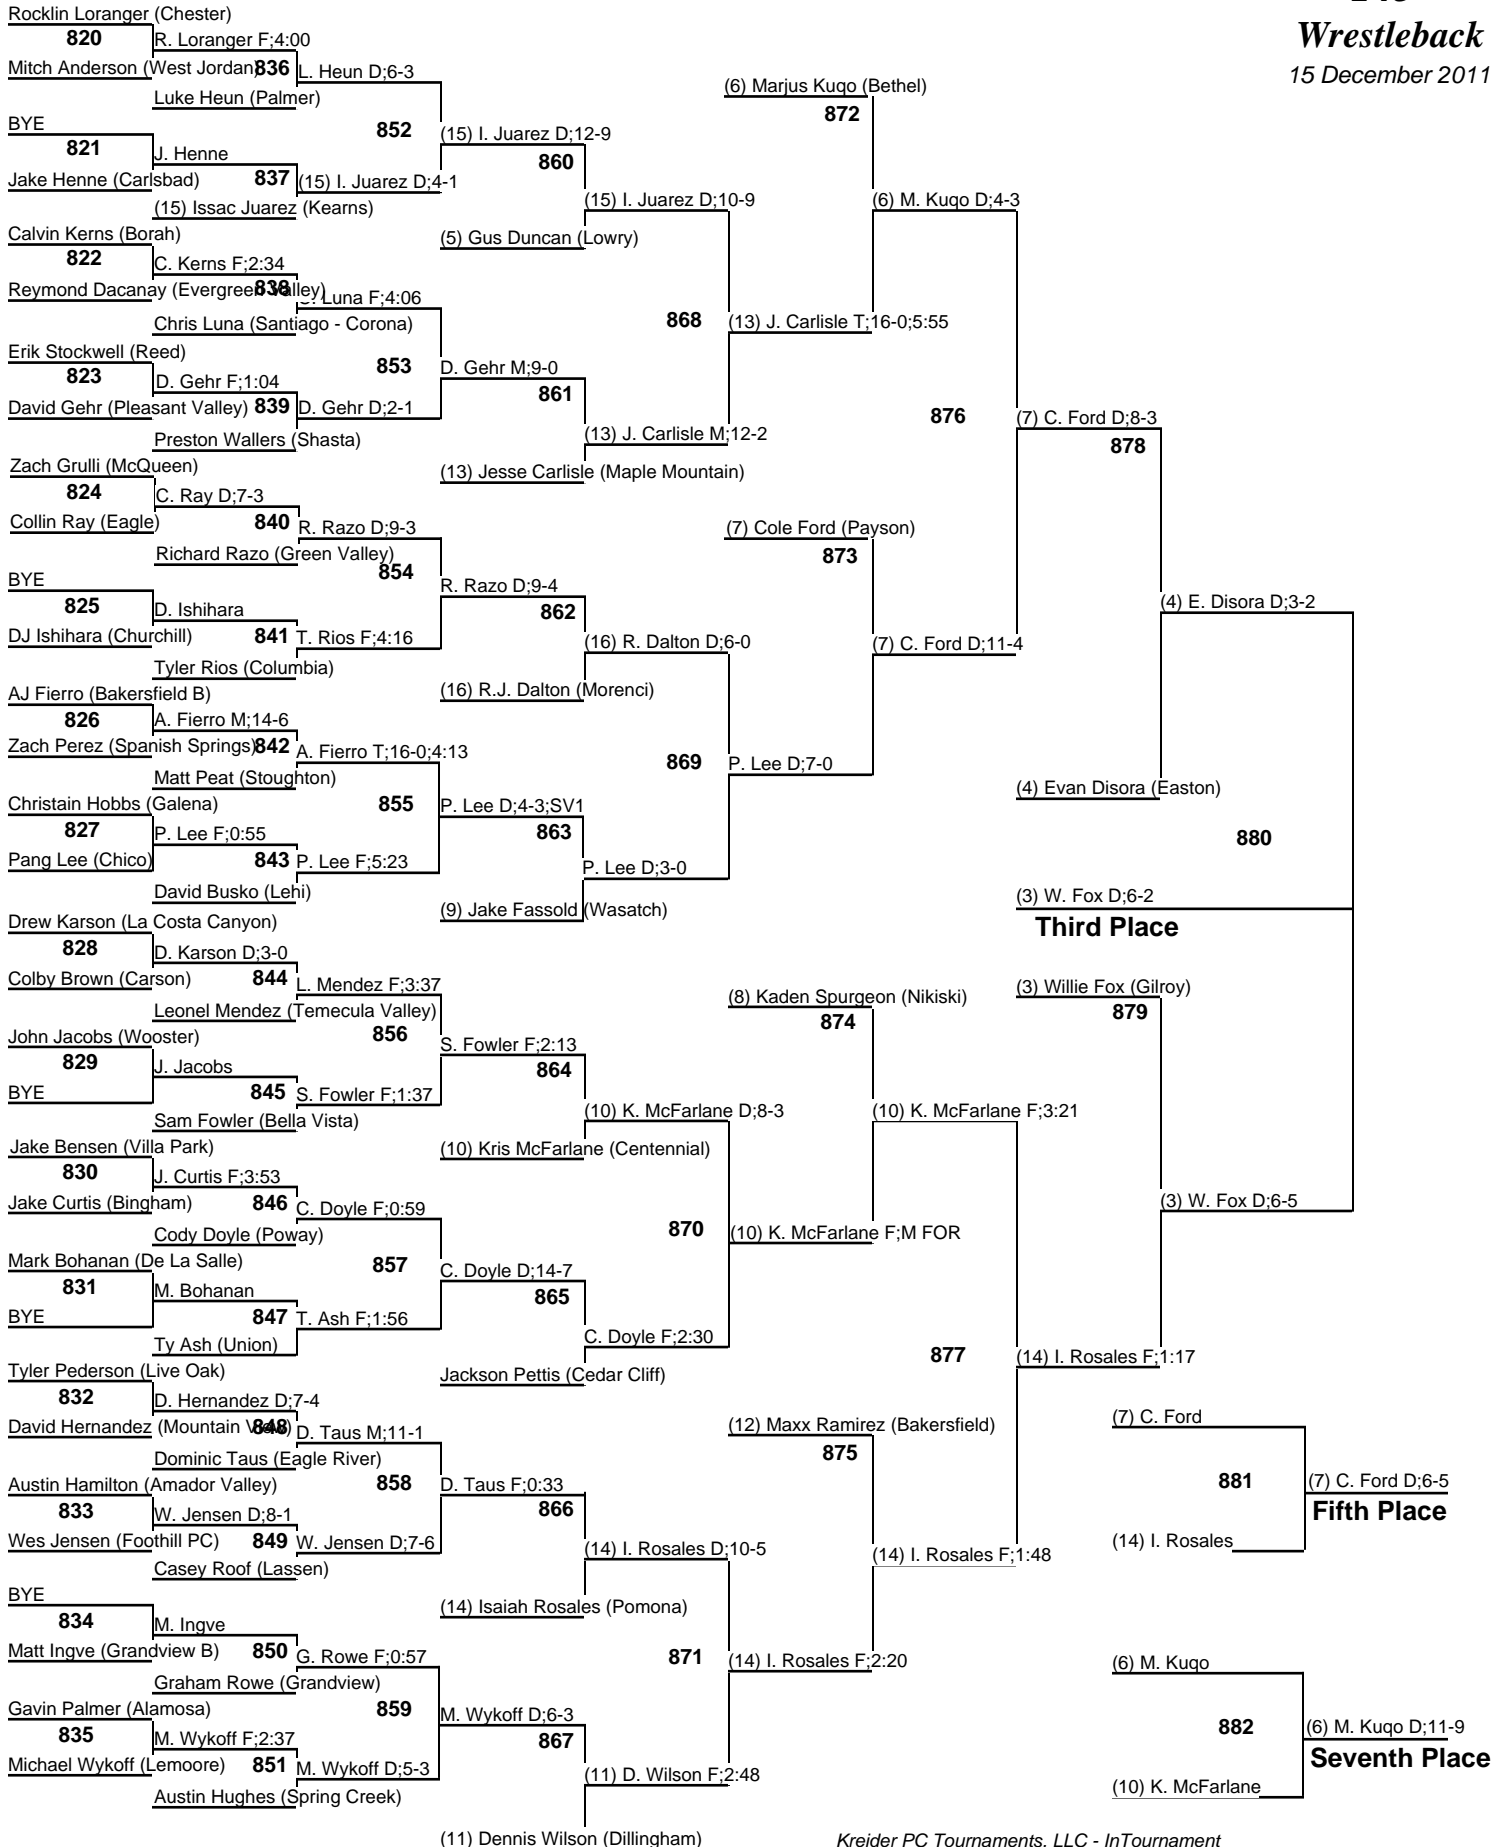 Wrestleback
15 December 2011
Rocklin Loranger (Chester)
820
R. Loranger F;4:00
Mitch Anderson (West Jordan)
836
L. Heun D;6-3
Luke Heun (Palmer)
BYE
852
(15) I. Juarez D;12-9
821
J. Henne
860
Jake Henne (Carlsbad)
837
(15) I. Juarez D;4-1
(15) Issac Juarez (Kearns)
(15) I. Juarez D;10-9
Calvin Kerns (Borah)
(5) Gus Duncan (Lowry)
822
C. Kerns F;2:34
Reymond Dacanay (Evergreen Valley)
838
Luna F;4:06
Chris Luna (Santiago - Corona)
868
(13) J. Carlisle T;16-0;5:55
Erik Stockwell (Reed)
853
D. Gehr M;9-0
823
D. Gehr F;1:04
861
David Gehr (Pleasant Valley)
839
D. Gehr D;2-1
Preston Wallers (Shasta)
(13) J. Carlisle M;12-2
Zach Grulli (McQueen)
(13) Jesse Carlisle (Maple Mountain)
824
C. Ray D;7-3
Collin Ray (Eagle)
840
R. Razo D;9-3
Richard Razo (Green Valley)
854
BYE
R. Razo D;9-4
825
D. Ishihara
862
DJ Ishihara (Churchill)
841
T. Rios F;4:16
(16) R. Dalton D;6-0
Tyler Rios (Columbia)
AJ Fierro (Bakersfield B)
(16) R.J. Dalton (Morenci)
826
A. Fierro M;14-6
Zach Perez (Spanish Springs)
842
A. Fierro T;16-0;4:13
869
P. Lee D;7-0
Matt Peat (Stoughton)
Christain Hobbs (Galena)
855
P. Lee D;4-3;SV1
827
P. Lee F;0:55
863
Pang Lee (Chico)
843
P. Lee F;5:23
P. Lee D;3-0
David Busko (Lehi)
(9) Jake Fassold (Wasatch)
Drew Karson (La Costa Canyon)
828
D. Karson D;3-0
Colby Brown (Carson)
844
L. Mendez F;3:37
Leonel Mendez (Temecula Valley)
John Jacobs (Wooster)
856
S. Fowler F;2:13
829
J. Jacobs
864
BYE
845
S. Fowler F;1:37
Sam Fowler (Bella Vista)
(10) K. McFarlane D;8-3
Jake Bensen (Villa Park)
(10) Kris McFarlane (Centennial)
830
J. Curtis F;3:53
Jake Curtis (Bingham)
846
C. Doyle F;0:59
Cody Doyle (Poway)
870
(10) K. McFarlane F;M FOR
Mark Bohanan (De La Salle)
857
C. Doyle D;14-7
831
M. Bohanan
865
BYE
847
T. Ash F;1:56
Ty Ash (Union)
C. Doyle F;2:30
Tyler Pederson (Live Oak)
Jackson Pettis (Cedar Cliff)
832
D. Hernandez D;7-4
David Hernandez (Mountain View)
848
D. Taus M;11-1
Dominic Taus (Eagle River)
Austin Hamilton (Amador Valley)
858
D. Taus F;0:33
833
W. Jensen D;8-1
866
Wes Jensen (Foothill PC)
849
W. Jensen D;7-6
(14) I. Rosales D;10-5
Casey Roof (Lassen)
BYE
(14) Isaiah Rosales (Pomona)
834
M. Ingve
Matt Ingve (Grandview B)
850
G. Rowe F;0:57
871
(14) I. Rosales F;2:20
Graham Rowe (Grandview)
Gavin Palmer (Alamosa)
859
M. Wykoff D;6-3
835
M. Wykoff F;2:37
867
Michael Wykoff (Lemoore)
851
M. Wykoff D;5-3
(11) D. Wilson F;2:48
Austin Hughes (Spring Creek)
(11) Dennis Wilson (Dillingham)
(6) Marjus Kuqo (Bethel)
872
(6) M. Kuqo D;4-3
876
(7) C. Ford D;8-3
878
(7) Cole Ford (Payson)
873
(7) C. Ford D;11-4
(4) E. Disora D;3-2
(4) Evan Disora (Easton)
880
(3) W. Fox D;6-2
Third Place
(8) Kaden Spurgeon (Nikiski)
874
(3) Willie Fox (Gilroy)
879
(10) K. McFarlane F;3:21
(3) W. Fox D;6-5
877
(14) I. Rosales F;1:17
(12) Maxx Ramirez (Bakersfield)
875
(14) I. Rosales F;1:48
(7) C. Ford
881
(7) C. Ford D;6-5
Fifth Place
(14) I. Rosales
(6) M. Kuqo
882
(6) M. Kuqo D;11-9
Seventh Place
(10) K. McFarlane
Kreider PC Tournaments, LLC - InTournament